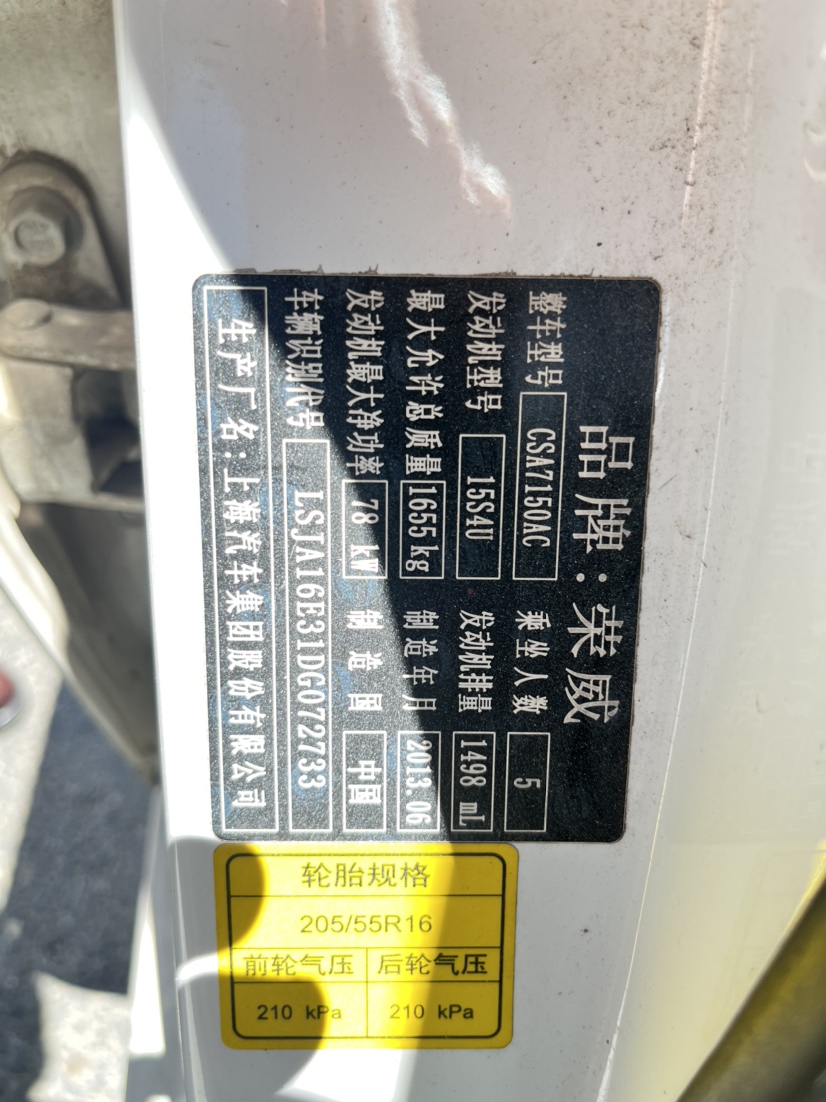 品牌：荣威
整车型号 CSA7150AC 乘坐人数 5
发动机型号 15S4U 发动机排量 1498 mL
最大允许总质量 1655 kg 制造年月 2013.06
发动机最大净功率 78 kW 制造国 中国
车辆识别代号 LSJA16E31DG072733
生产厂名：上海汽车集团股份有限公司
轮胎规格
205/55R16
前轮气压 后轮气压
210 kPa 210 kPa